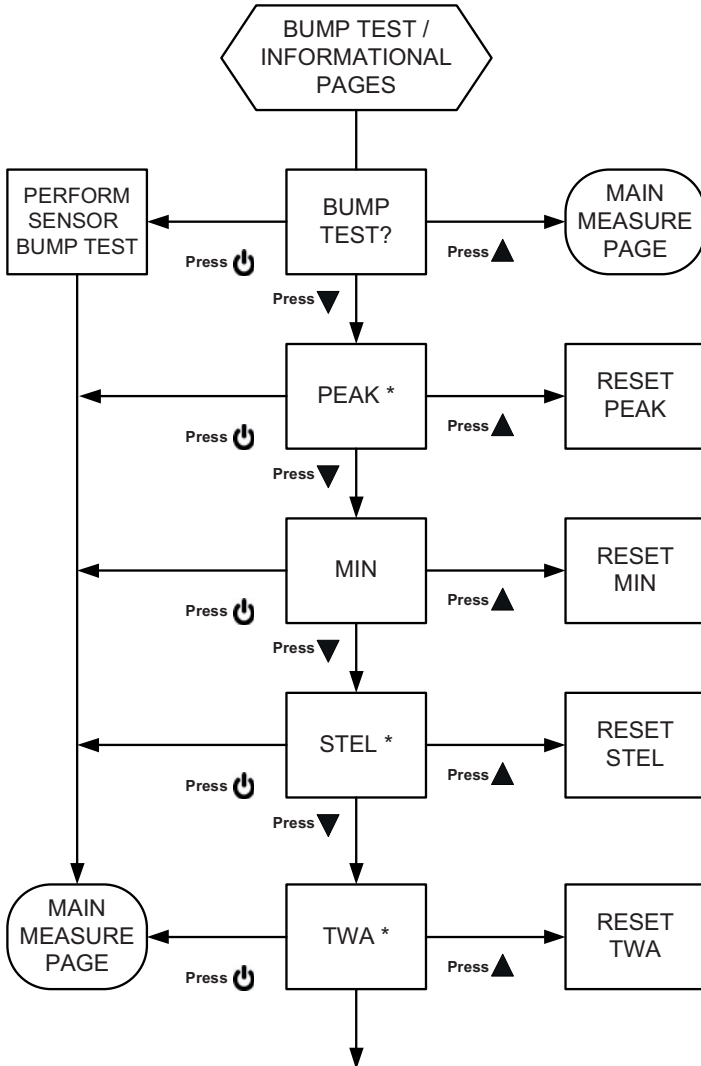 BUMP TEST /
INFORMATIONAL
PAGES
PERFORM
SENSOR
BUMP TEST
BUMP
TEST?
MAIN
MEASURE
PAGE
Press
Press
Press
PEAK *
RESET
PEAK
Press
Press
Press
MIN
RESET
MIN
Press
Press
Press
STEL *
RESET
STEL
Press
Press
Press
MAIN
MEASURE
PAGE
TWA *
RESET
TWA
Press
Press